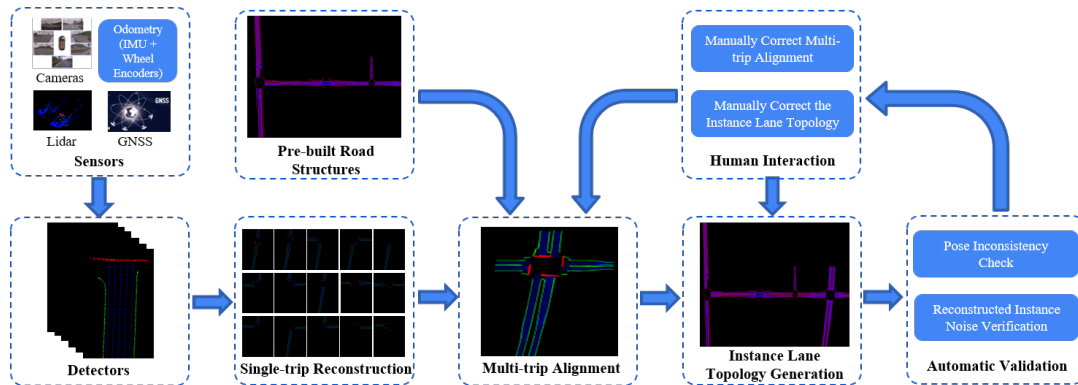 Odometry
(IMU +
Wheel
Encoders)
Cameras
GNSS
Lidar
GNSS
Sensors
Pre-built Road
Structures
Manually Correct Multi-
trip Alignment
Manually Correct the
Instance Lane Topology
Human Interaction
Detectors
Single-trip Reconstruction
Multi-trip Alignment
Instance Lane
Topology Generation
Pose Inconsistency
Check
Reconstructed Instance
Noise Verification
Automatic Validation